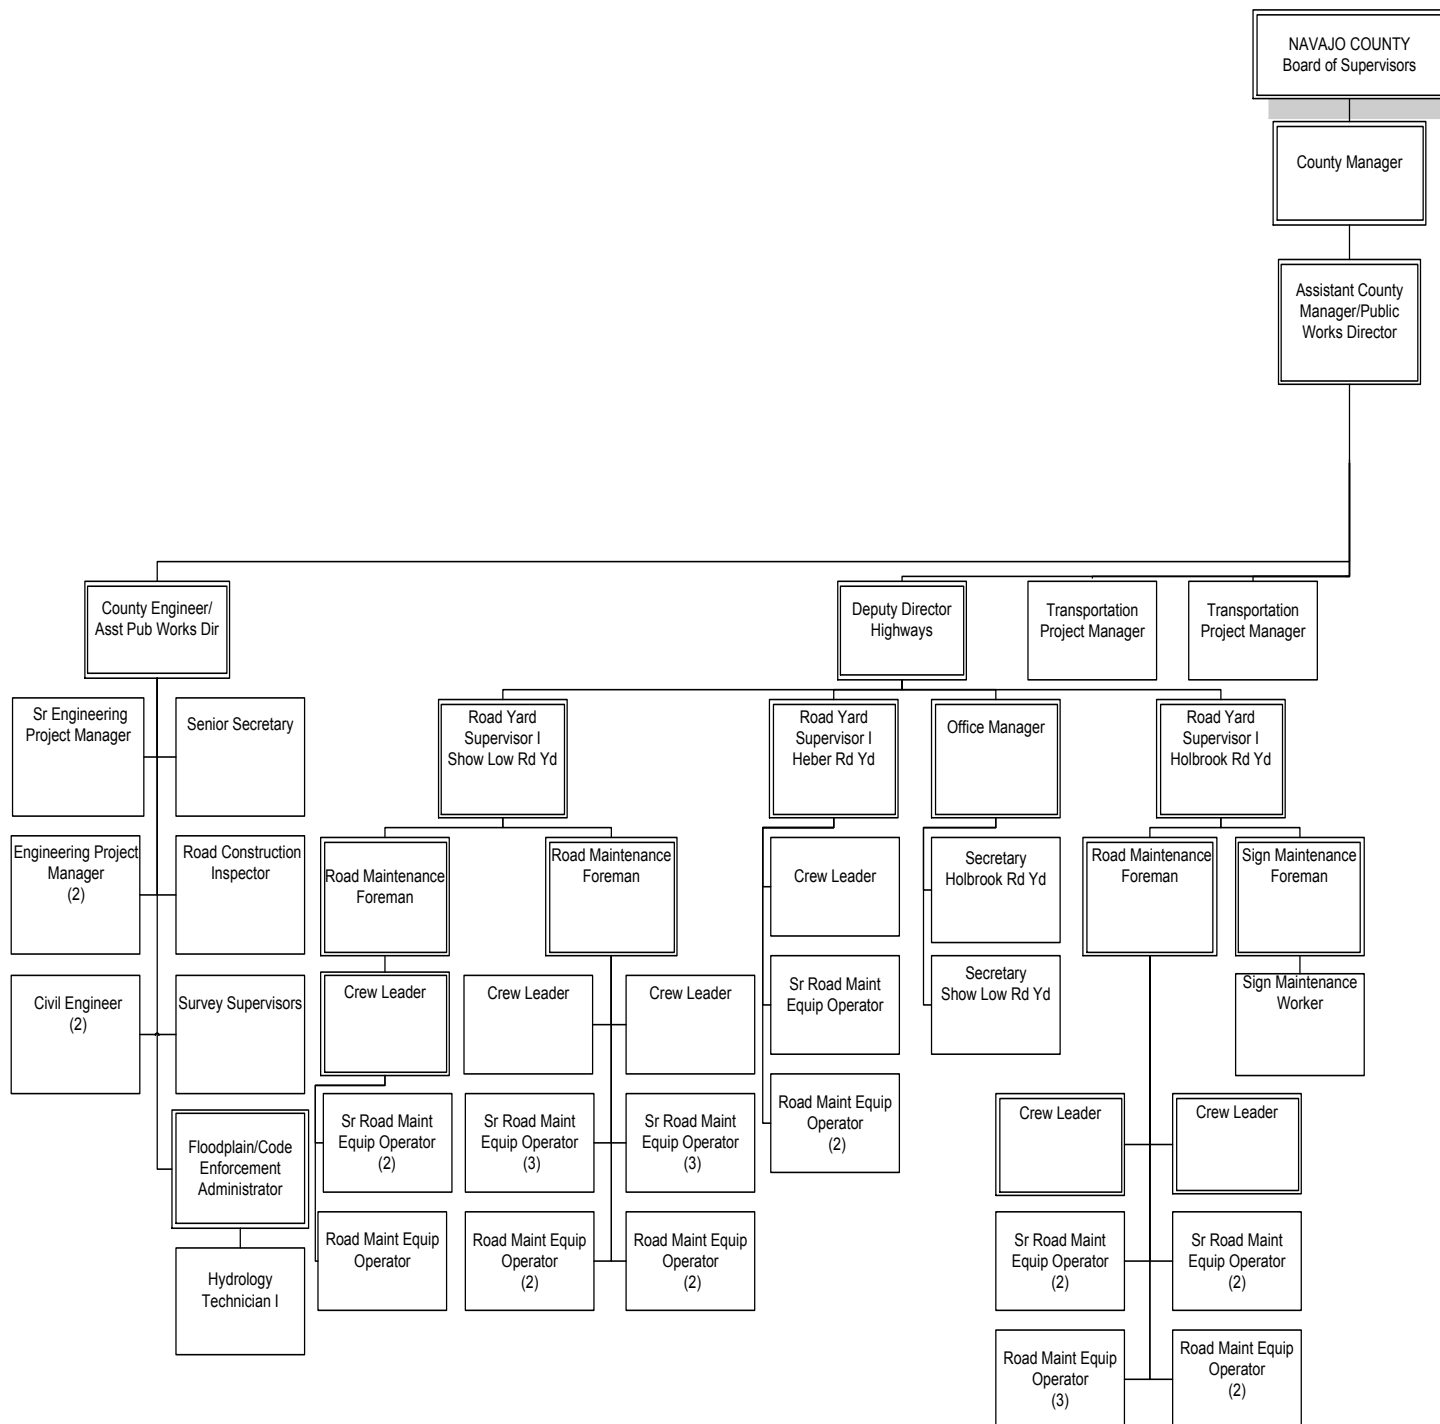 NAVAJO COUNTY
Board of Supervisors
County Manager
Assistant County
Manager/Public
Works Director
County Engineer/
Asst Pub Works Dir
Deputy Director
Highways
Transportation
Project Manager
Transportation
Project Manager
Sr Engineering
Project Manager
Senior Secretary
Road Yard
Supervisor I
Show Low Rd Yd
Road Yard
Supervisor I
Heber Rd Yd
Office Manager
Road Yard
Supervisor I
Holbrook Rd Yd
Engineering Project
Manager
(2)
Road Construction
Inspector
Road Maintenance
Foreman
Road Maintenance
Foreman
Crew Leader
Secretary
Holbrook Rd Yd
Road Maintenance
Foreman
Sign Maintenance
Foreman
Civil Engineer
(2)
Survey Supervisors
Crew Leader
Crew Leader
Crew Leader
Sr Road Maint
Equip Operator
Secretary
Show Low Rd Yd
Sign Maintenance
Worker
Floodplain/Code
Enforcement
Administrator
Sr Road Maint
Equip Operator
(2)
Sr Road Maint
Equip Operator
(3)
Sr Road Maint
Equip Operator
(3)
Road Maint Equip
Operator
(2)
Crew Leader
Crew Leader
Hydrology
Technician I
Road Maint Equip
Operator
Road Maint Equip
Operator
(2)
Road Maint Equip
Operator
(2)
Sr Road Maint
Equip Operator
(2)
Sr Road Maint
Equip Operator
(2)
Road Maint Equip
Operator
(3)
Road Maint Equip
Operator
(2)